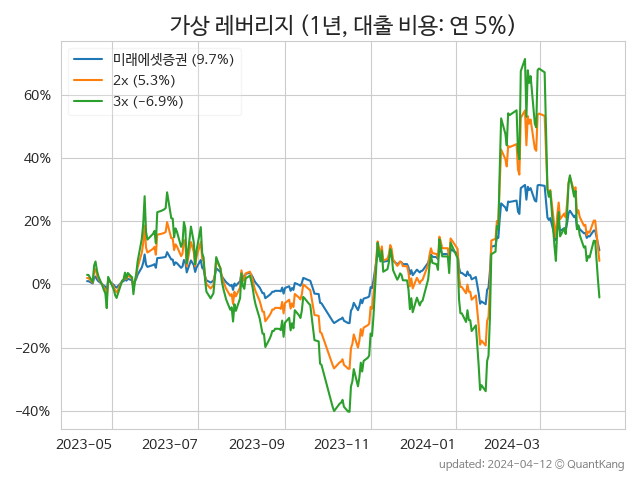 가상 레버리지 (1년, 대출 비용: 연 5%)
미래에셋증권 (9.7%)
2x (5.3%)
3x (−6.9%)
60%
40%
20%
0%
−20%
−40%
2023-05 2023-07 2023-09 2023-11 2024-01 2024-03
updated: 2024-04-12 © QuantKang